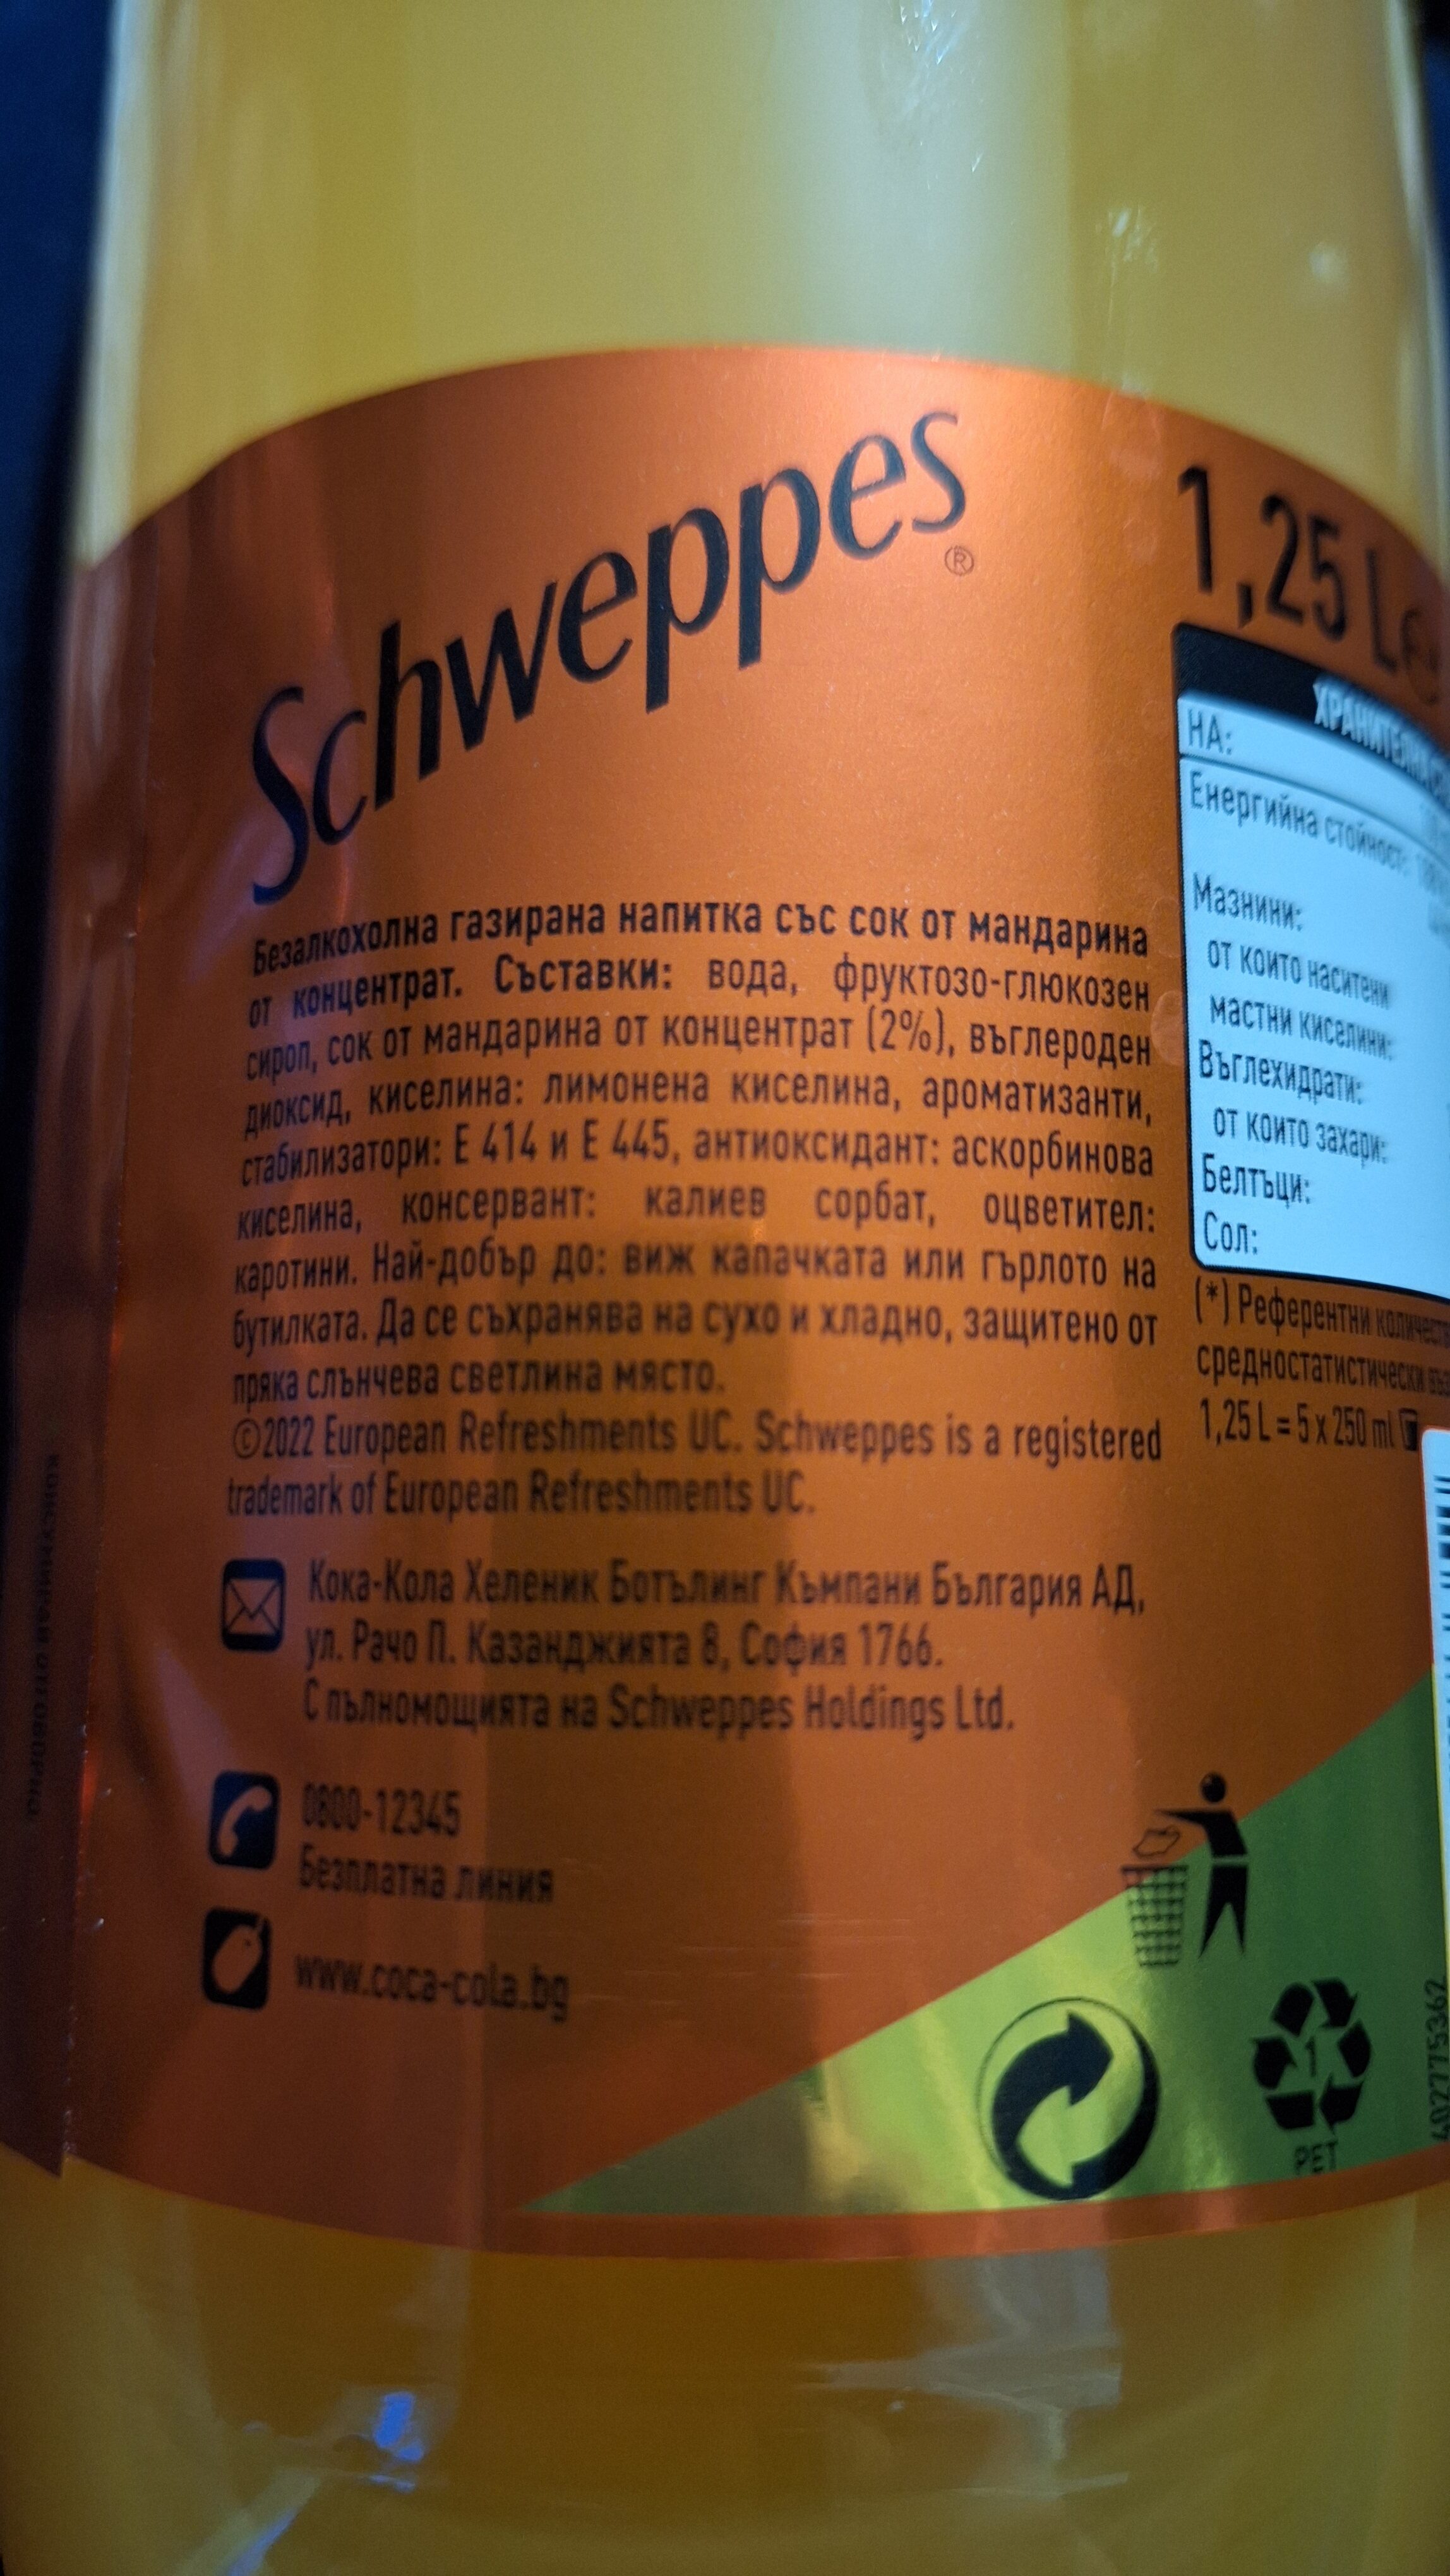 Schweppes
®
Безалкохолна газирана напитка със сок от мандарина
от концентрат. Съставки: вода, фруктозо-глюкозен
сироп, сок от мандарина от концентрат (2%), въглероден
диоксид, киселина: лимонена киселина, ароматизанти,
стабилизатори: Е 414 и Е 445, антиоксидант: аскорбинова
киселина, консервант: калиев сорбат, оцветител:
каротини. Най-добър до: виж капачката или гърлото на
бутилката. Да се съхранява на сухо и хладно, защитено от
пряка слънчева светлина място.
©2022 European Refreshments UC. Schweppes is a registered
trademark of European Refreshments UC.
Кока-Кола Хеленик Ботълинг Къмпани България АД,
ул. Рачо П. Казанджията 8, София 1766.
С пълномощията на Schweppes Holdings Ltd.
0800-12345
Безплатна линия
www.coca-cola.bg
1,25 L
НА:
Енергийна стойност:
Мазнини:
от които наситени
мастни киселини:
Въглехидрати:
от които захари:
Белтъци:
Сол:
(*) Референтни
средностатистически
1,25 L = 5 x 250 ml
1
PET